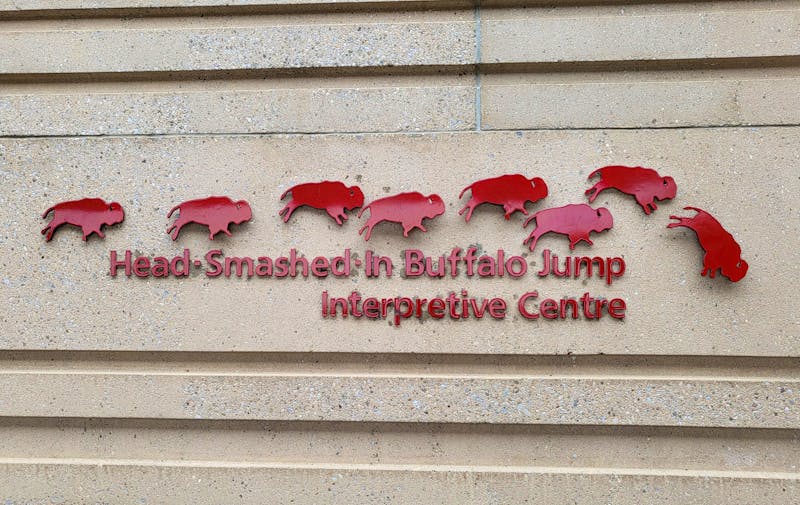 Head·Smashed·In Buffalo Jump
Interpretive Centre